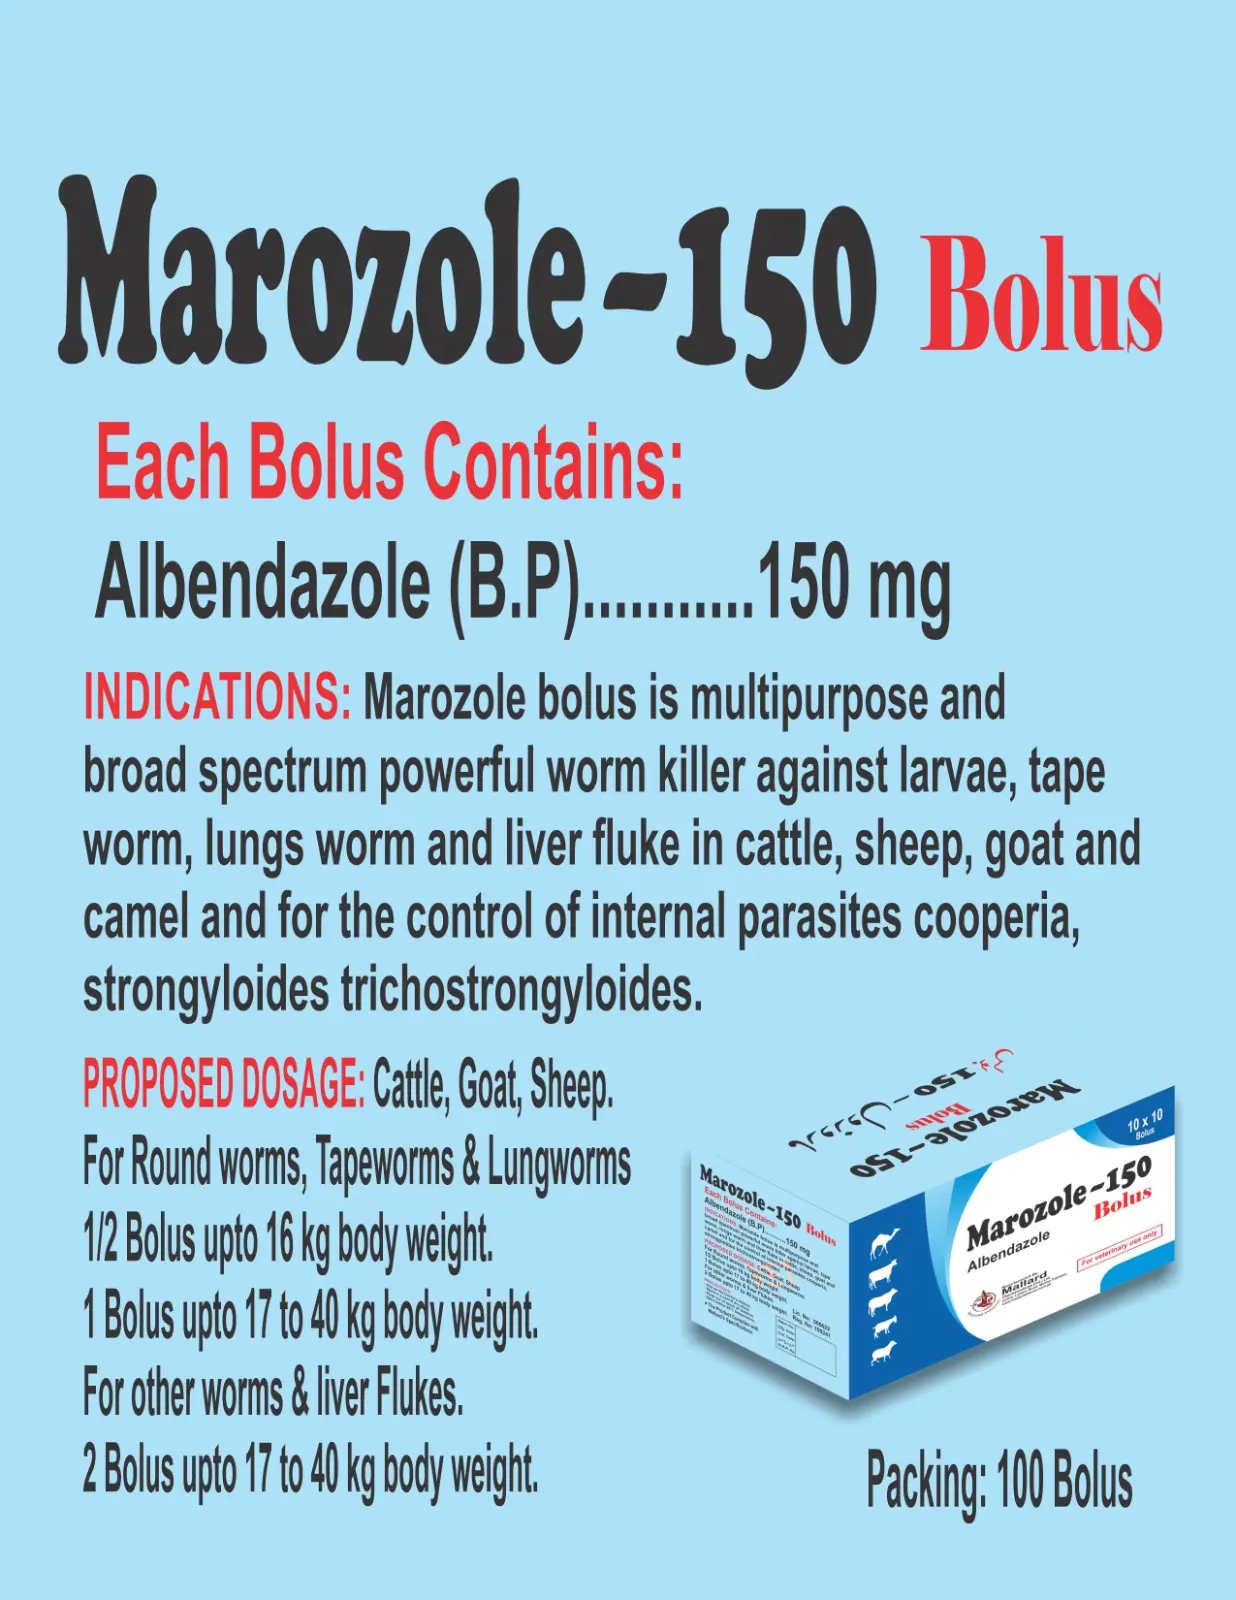 Marozole-150 Bolus
Each Bolus Contains:
Albendazole (B.P)...........150 mg
INDICATIONS: Marozole bolus is multipurpose and
broad spectrum powerful worm killer against larvae, tape
worm, lungs worm and liver fluke in cattle, sheep, goat and
camel and for the control of internal parasites cooperia,
strongyloides trichostrongyloides.
PROPOSED DOSAGE: Cattle, Goat, Sheep.
For Round worms, Tapeworms & Lungworms
1/2 Bolus upto 16 kg body weight.
1 Bolus upto 17 to 40 kg body weight.
For other worms & liver Flukes.
2 Bolus upto 17 to 40 kg body weight.
Marozole-150
Bolus
10 x 10
Bolus
Marozole-150
Bolus
Albendazole
For veterinary use only
Mallard
Marozole-150 Bolus
Each Bolus Contains:
Albendazole (B.P)......150 mg
Packing: 100 Bolus